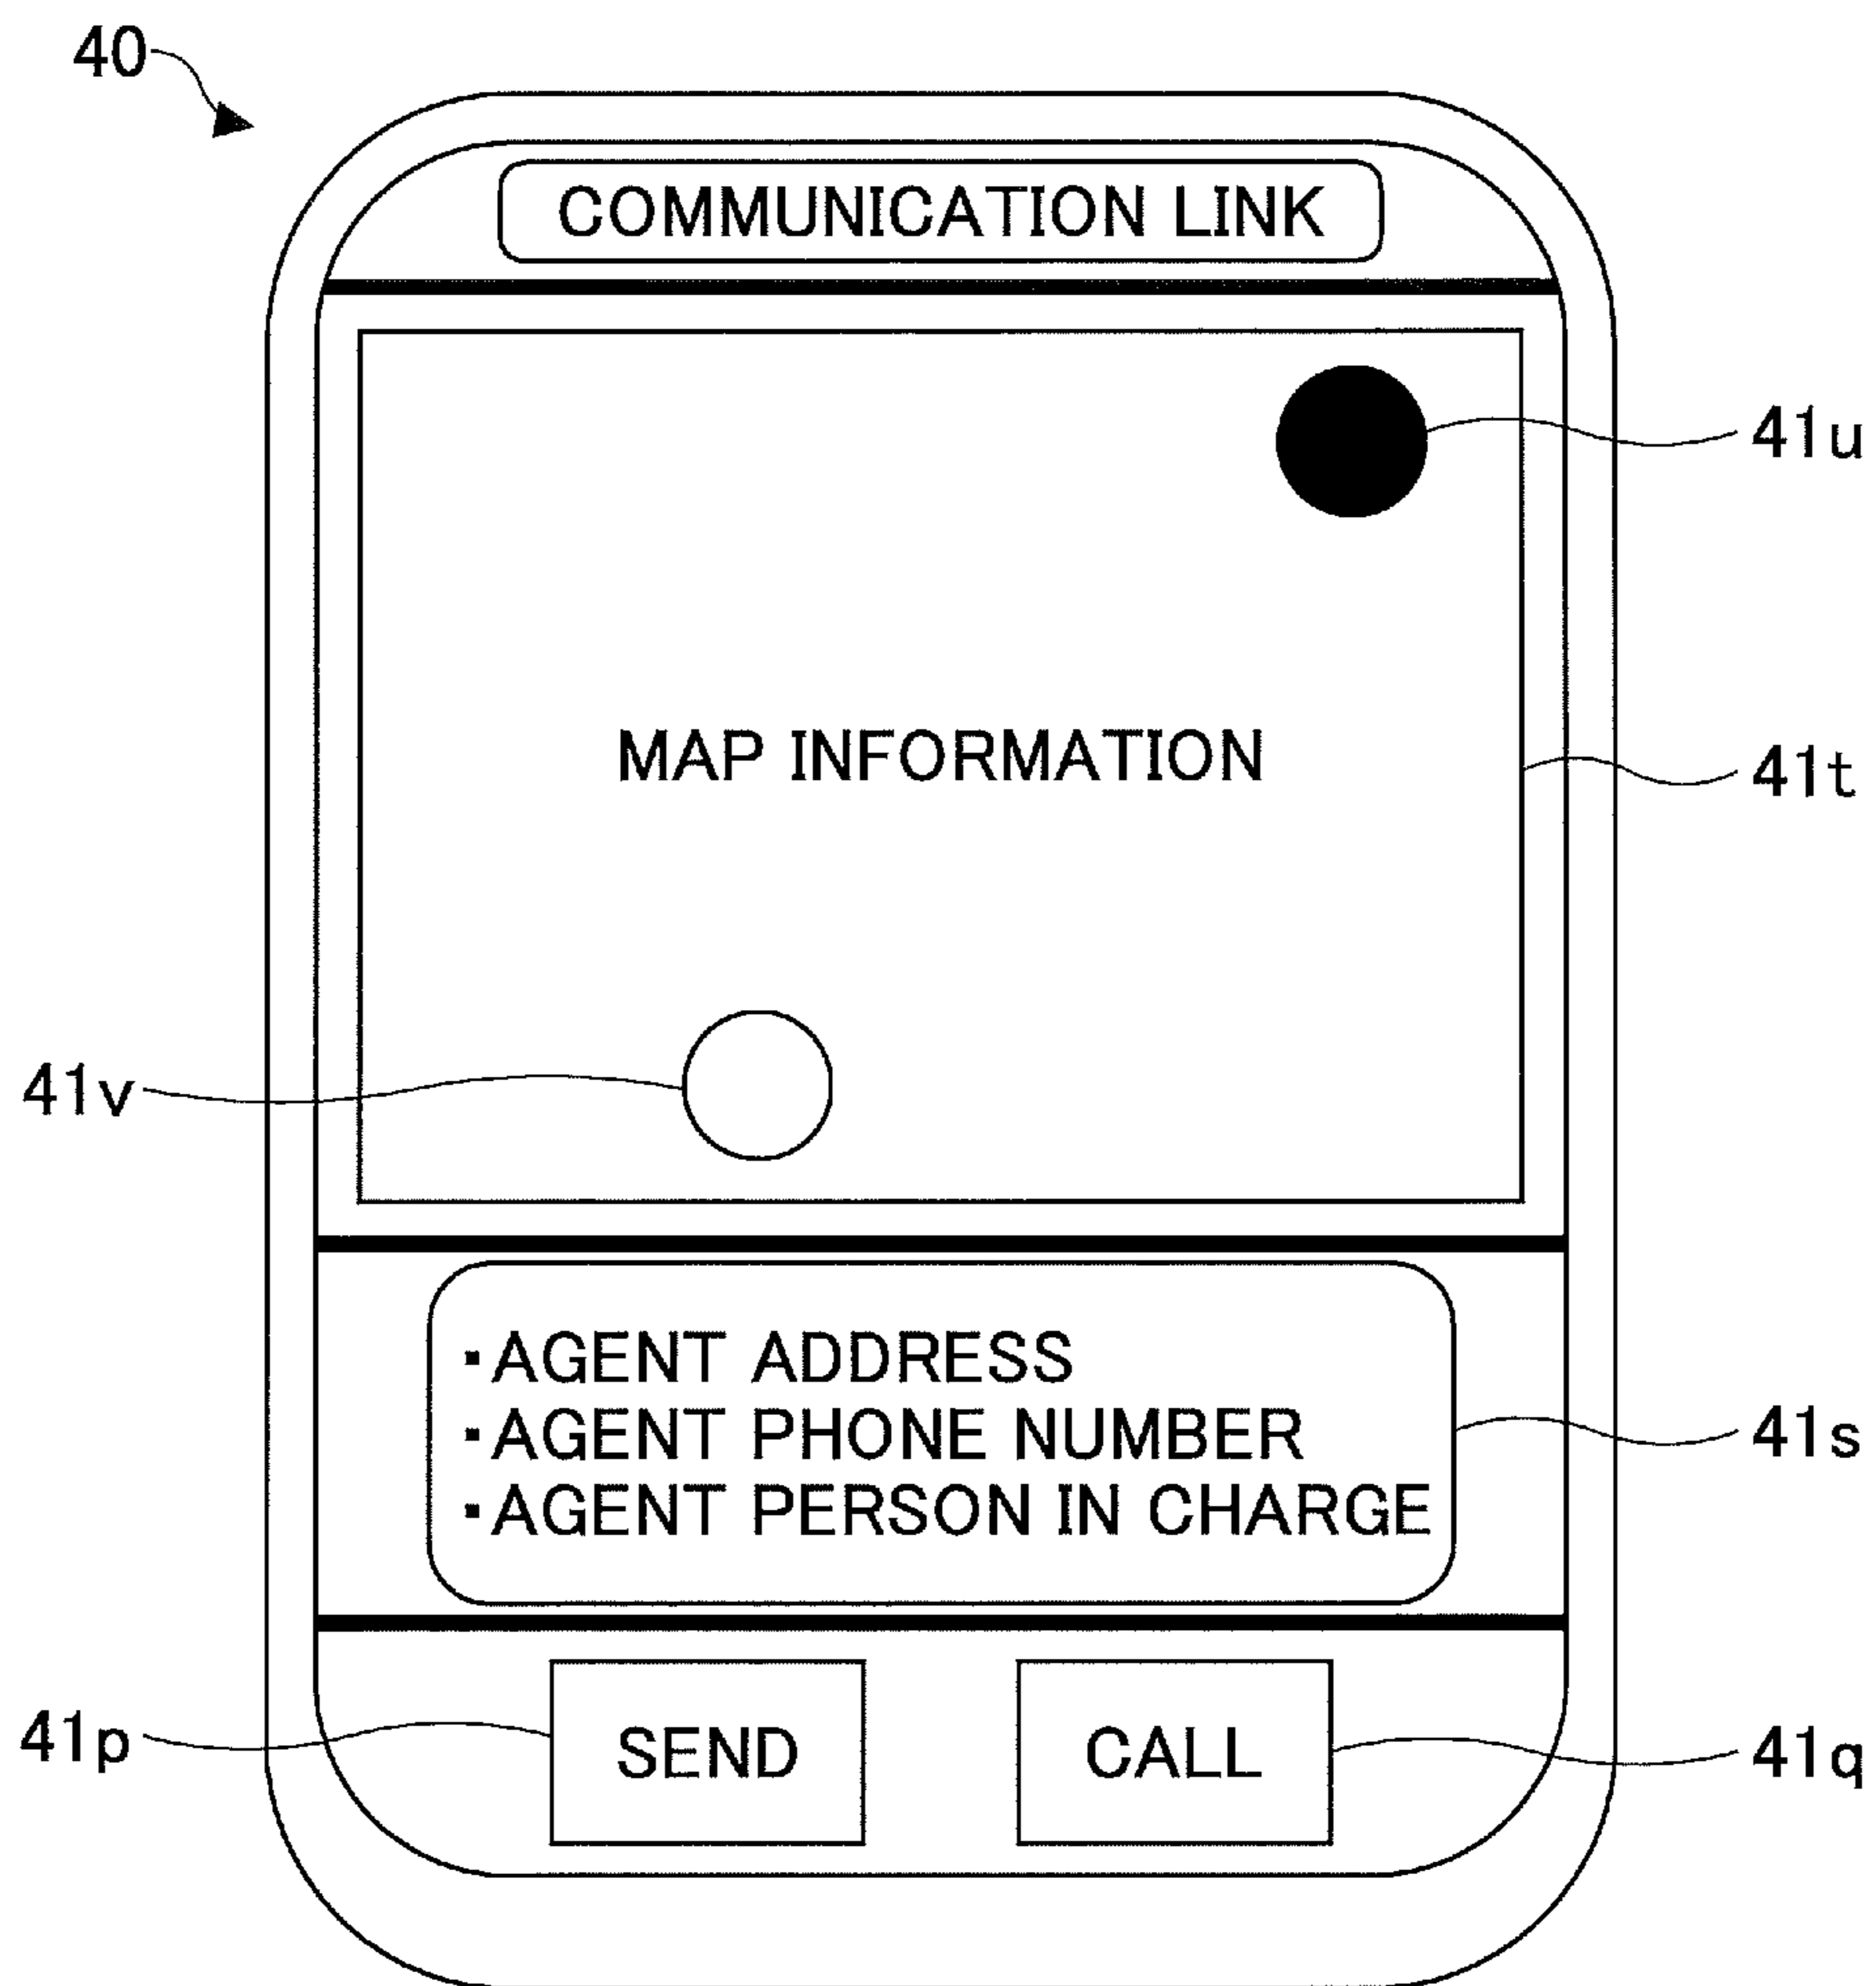 40
COMMUNICATION LINK
41u
MAP INFORMATION
41t
41v
・AGENT ADDRESS
・AGENT PHONE NUMBER
・AGENT PERSON IN CHARGE
41s
41p
SEND
CALL
41q